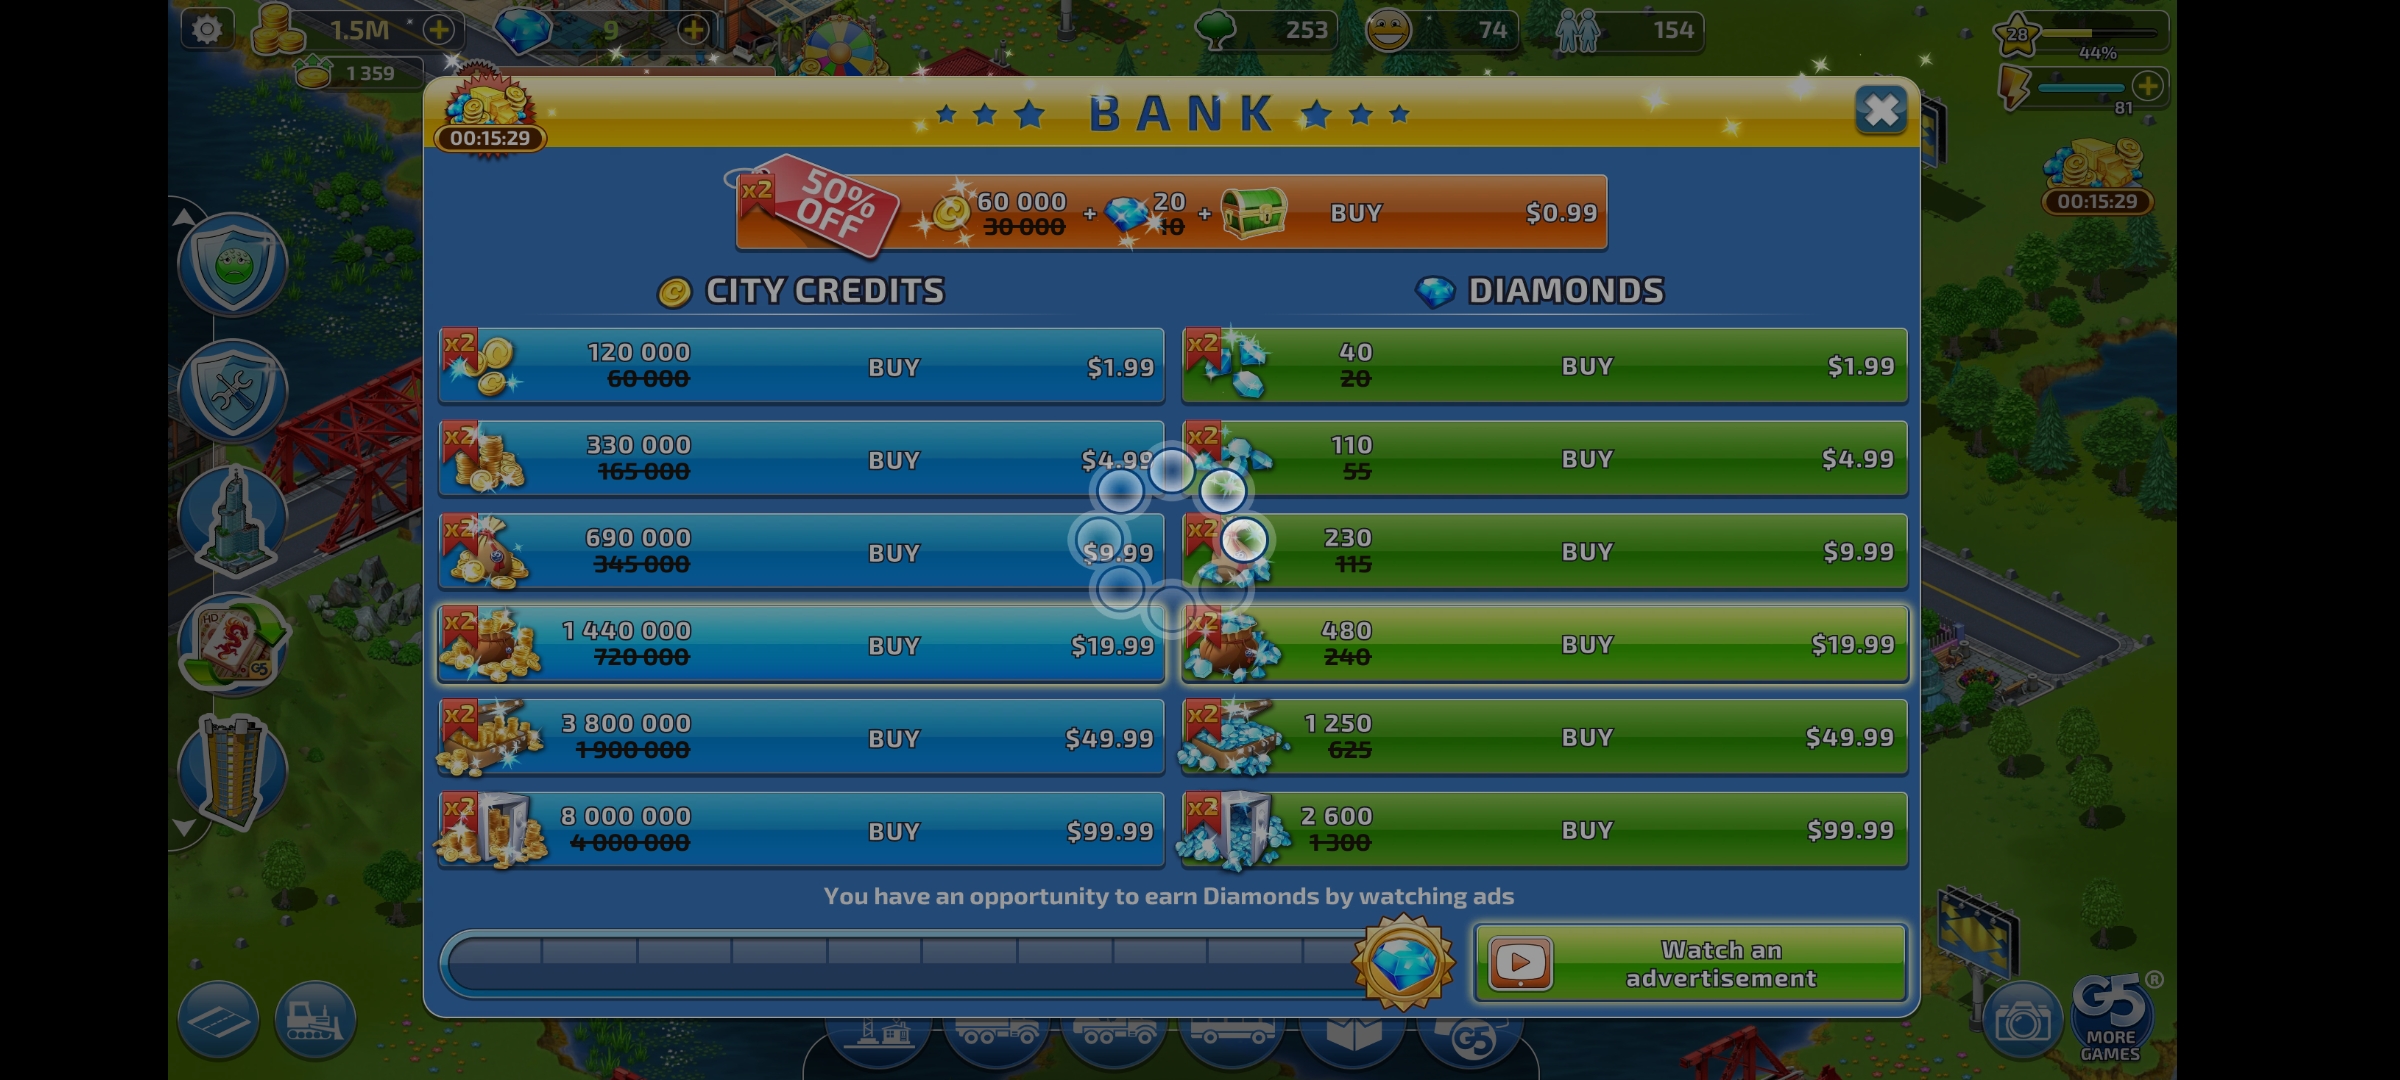 1.5M
9
253
74
154
28
44%
1 359
81
BANK
00:15:29
00:15:29
x2
50% OFF
60 000
30 000
+
20
10
+
BUY
$0.99
CITY CREDITS
DIAMONDS
x2
120 000
60 000
BUY
$1.99
x2
40
20
BUY
$1.99
x2
330 000
165 000
BUY
$4.99
x2
110
55
BUY
$4.99
x2
690 000
345 000
BUY
$9.99
x2
230
115
BUY
$9.99
x2
1 440 000
720 000
BUY
$19.99
x2
480
240
BUY
$19.99
x2
3 800 000
1 900 000
BUY
$49.99
x2
1 250
625
BUY
$49.99
x2
8 000 000
4 000 000
BUY
$99.99
x2
2 600
1 300
BUY
$99.99
You have an opportunity to earn Diamonds by watching ads
Watch an
advertisement
AD
G5
G5
G5®
MORE
GAMES